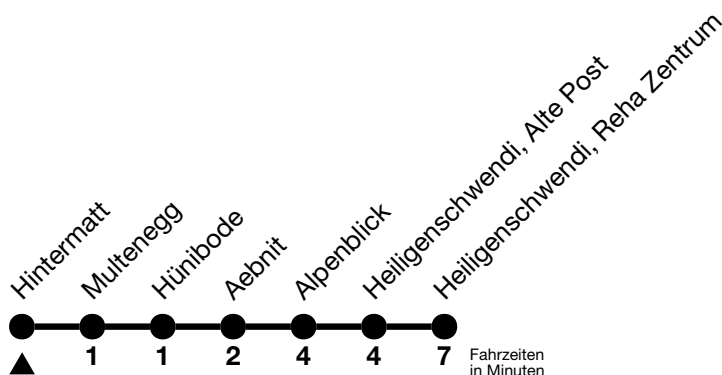 Hintermatt
Multenegg
Hünibode
Aebnit
Alpenblick
Heiligenschwendi, Alte Post
Heiligenschwendi, Reha Zentrum
1 1 2 4 4 7 Fahrzeiten
in Minuten